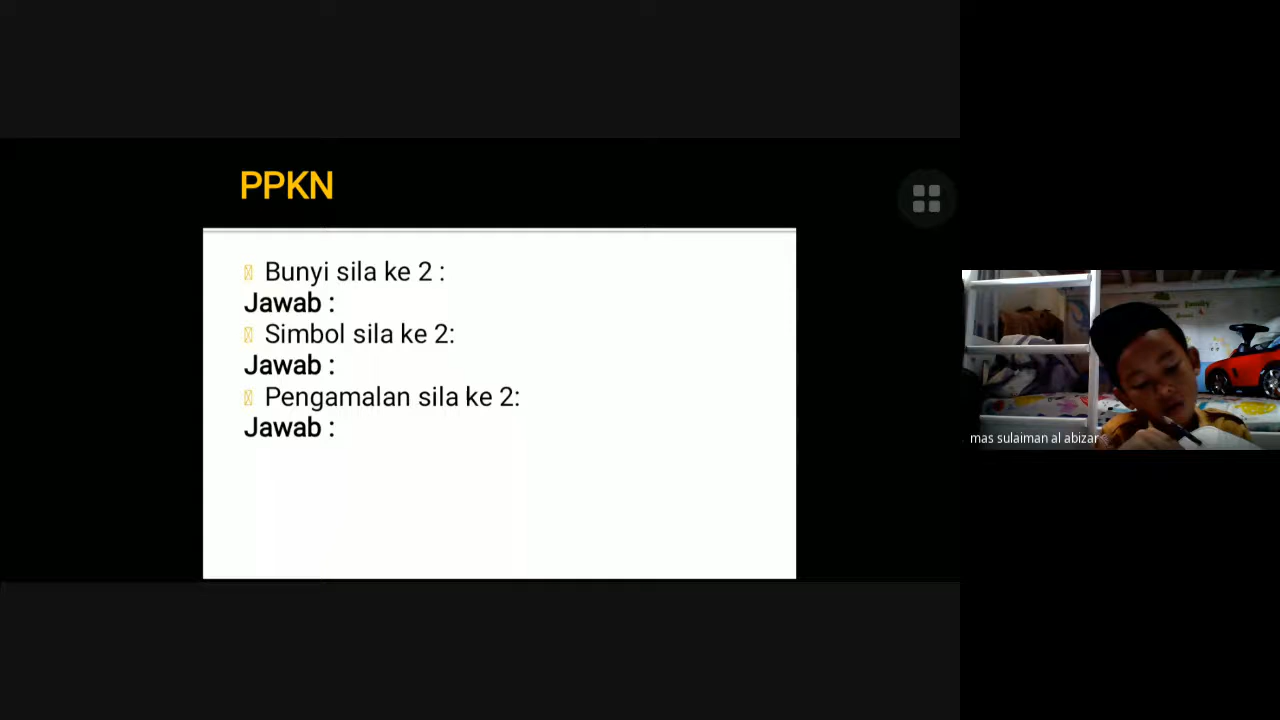 PPKN
Bunyi sila ke 2 :
Jawab :
Simbol sila ke 2:
Jawab :
Pengamalan sila ke 2:
Jawab :
mas sulaiman al abizar